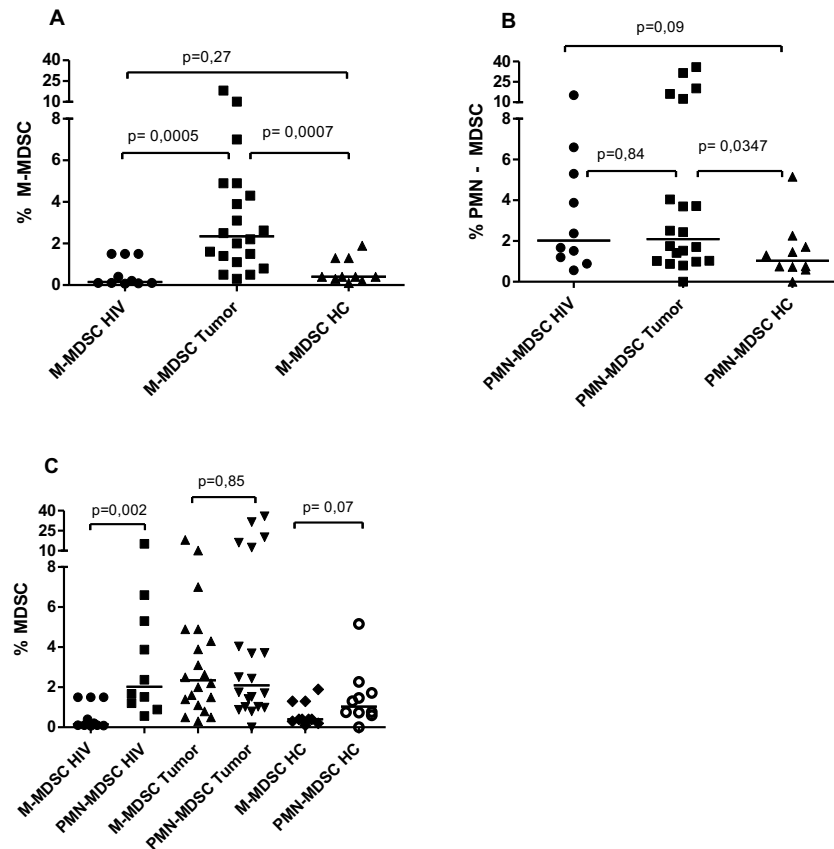 A
p=0,27
40
25
10
8
6
4
2
0
p= 0,0005
p= 0,0007
% M-MDSC
M-MDSC HIV
M-MDSC Tumor
M-MDSC HC
B
p=0,09
40
25
10
8
6
4
2
0
p=0,84
p= 0,0347
% PMN - MDSC
PMN-MDSC HIV
PMN-MDSC Tumor
PMN-MDSC HC
C
p=0,002
p=0,85
p= 0,07
40
25
10
8
6
4
2
0
% MDSC
M-MDSC HIV
PMN-MDSC HIV
M-MDSC Tumor
PMN-MDSC Tumor
M-MDSC HC
PMN-MDSC HC